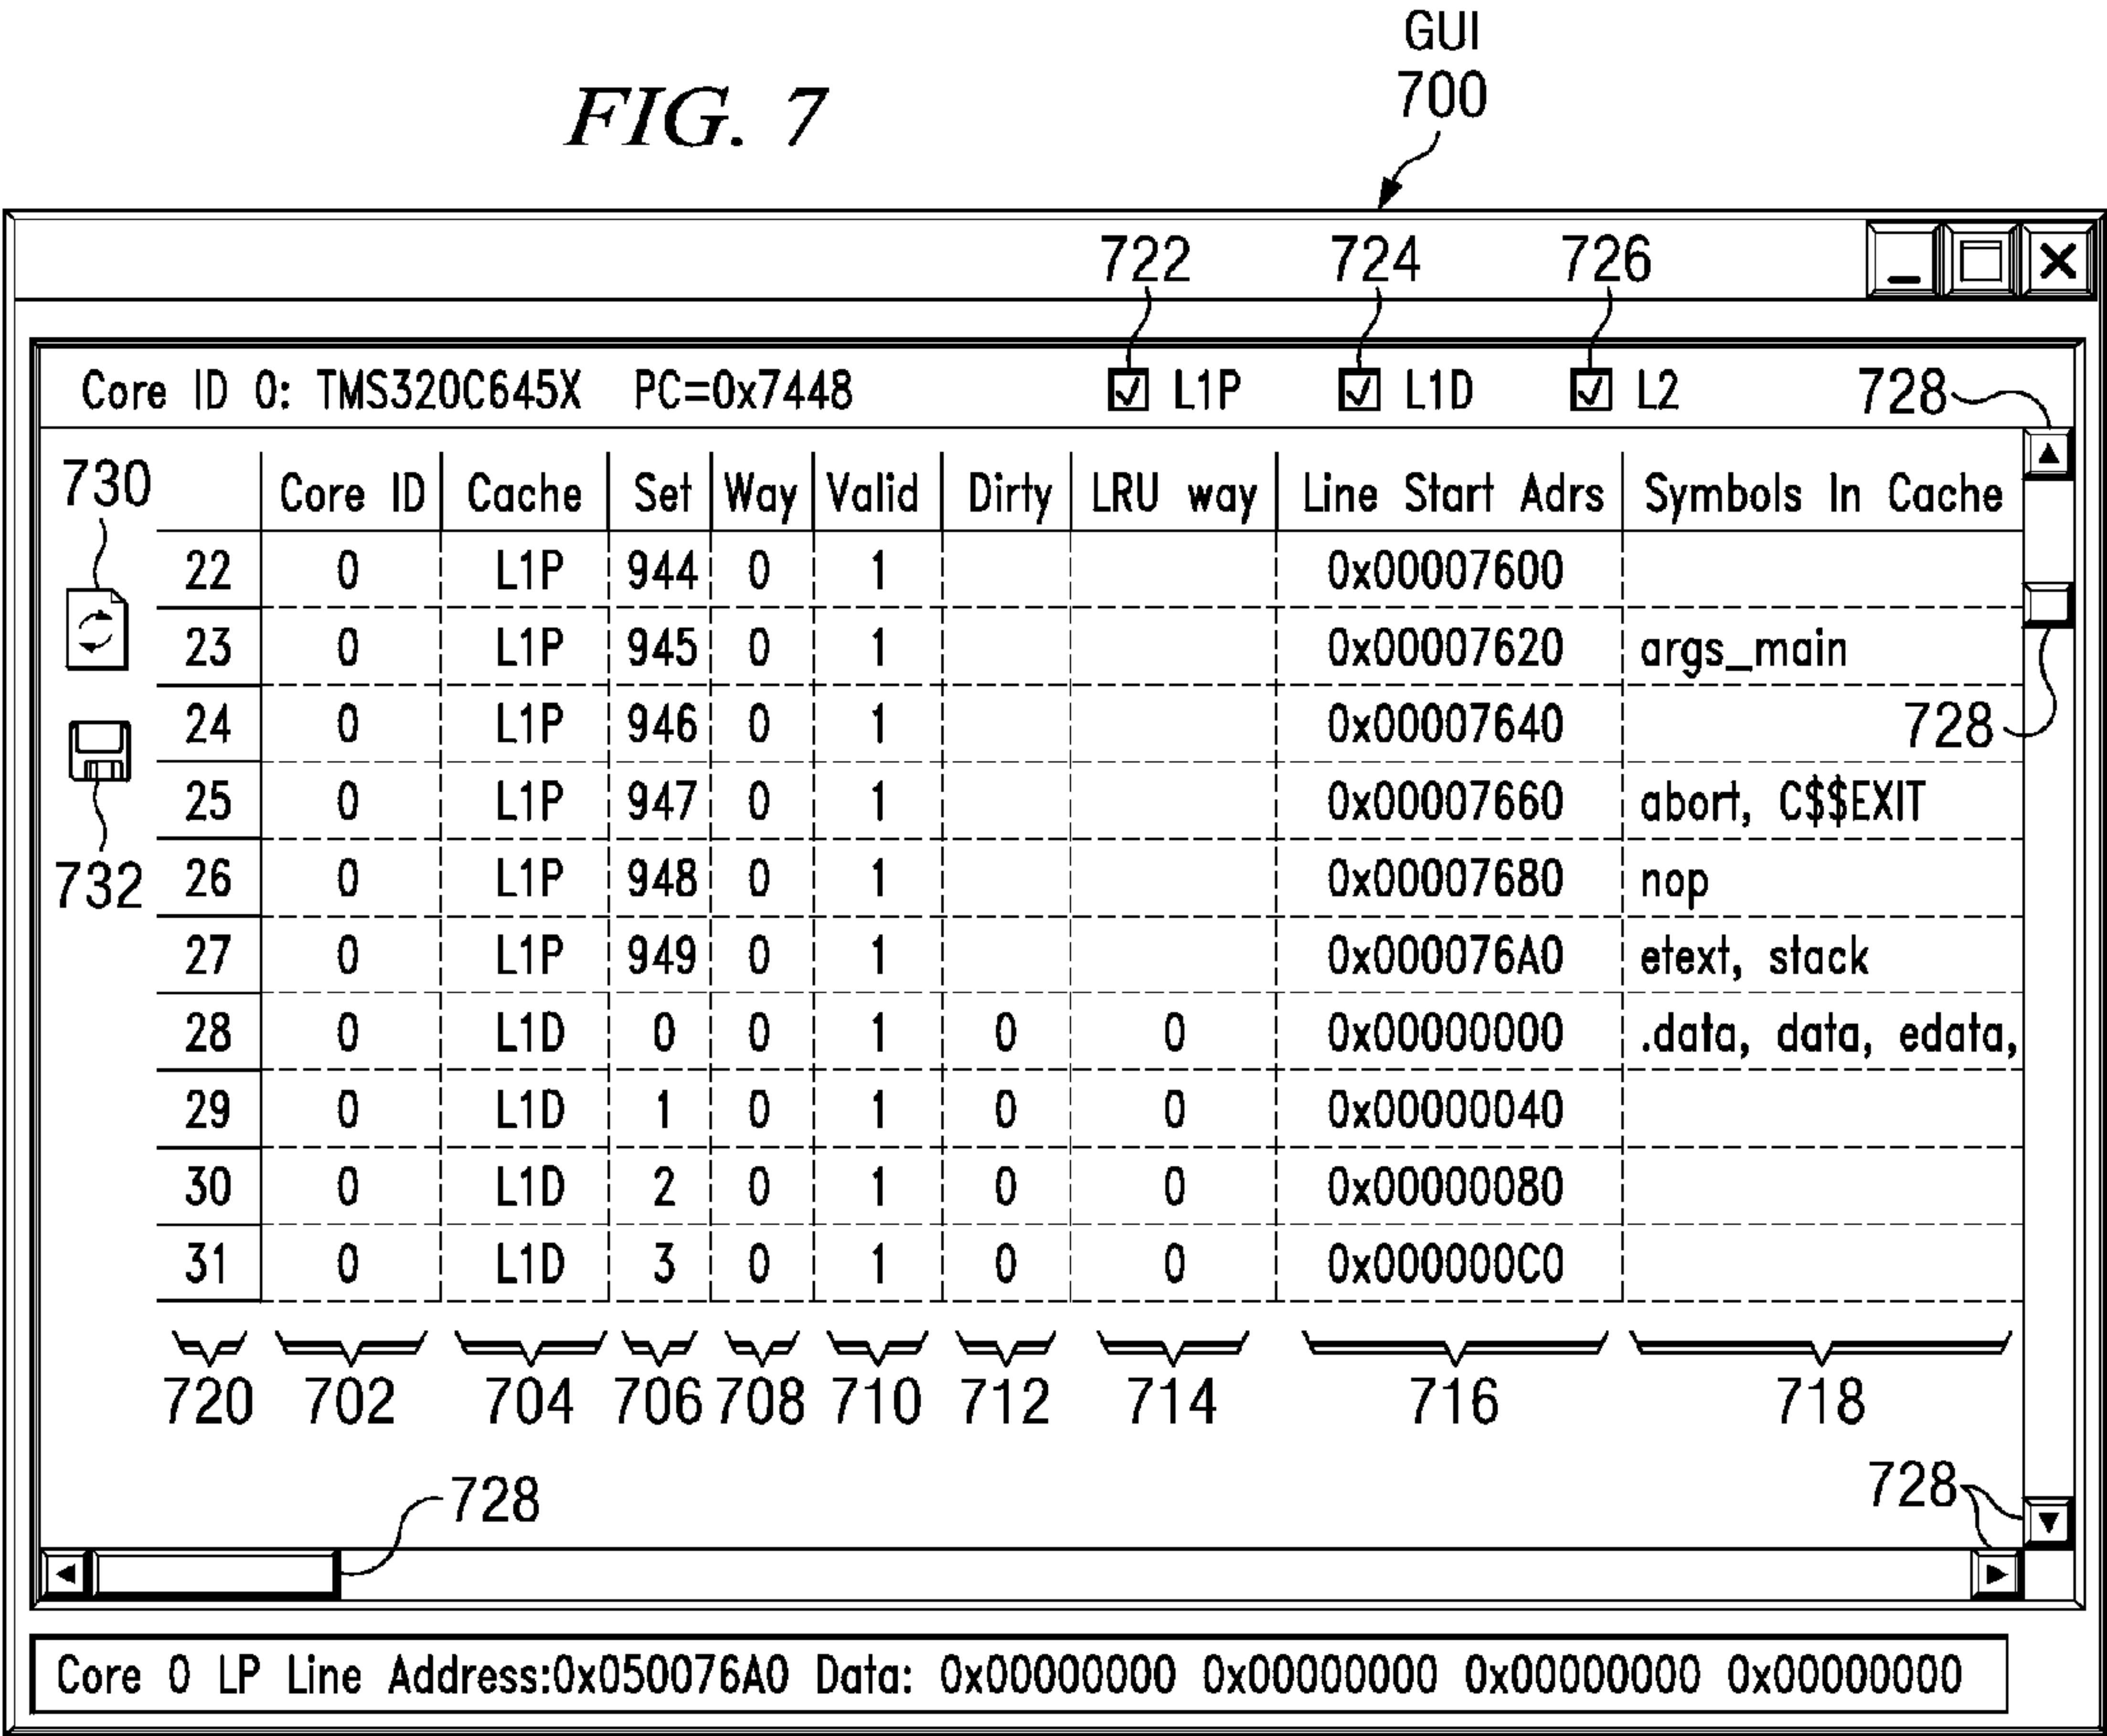 GUI
700
FIG. 7
722 724 726
Core ID 0: TMS320C645X PC=0x7448 L1P L1D L2 728
730 Core ID Cache Set Way Valid Dirty LRU way Line Start Adrs Symbols In Cache
22 0 L1P 944 0 1 0x00007600
23 0 L1P 945 0 1 0x00007620 args_main
24 0 L1P 946 0 1 0x00007640 728
25 0 L1P 947 0 1 0x00007660 abort, C$$EXIT
732 26 0 L1P 948 0 1 0x00007680 nop
27 0 L1P 949 0 1 0x000076A0 etext, stack
28 0 L1D 0 0 1 0 0 0x00000000 .data, data, edata,
29 0 L1D 1 0 1 0 0 0x00000040
30 0 L1D 2 0 1 0 0 0x00000080
31 0 L1D 3 0 1 0 0 0x000000C0
720 702 704 706 708 710 712 714 716 718
728 728
Core 0 LP Line Address:0x050076A0 Data: 0x00000000 0x00000000 0x00000000 0x00000000